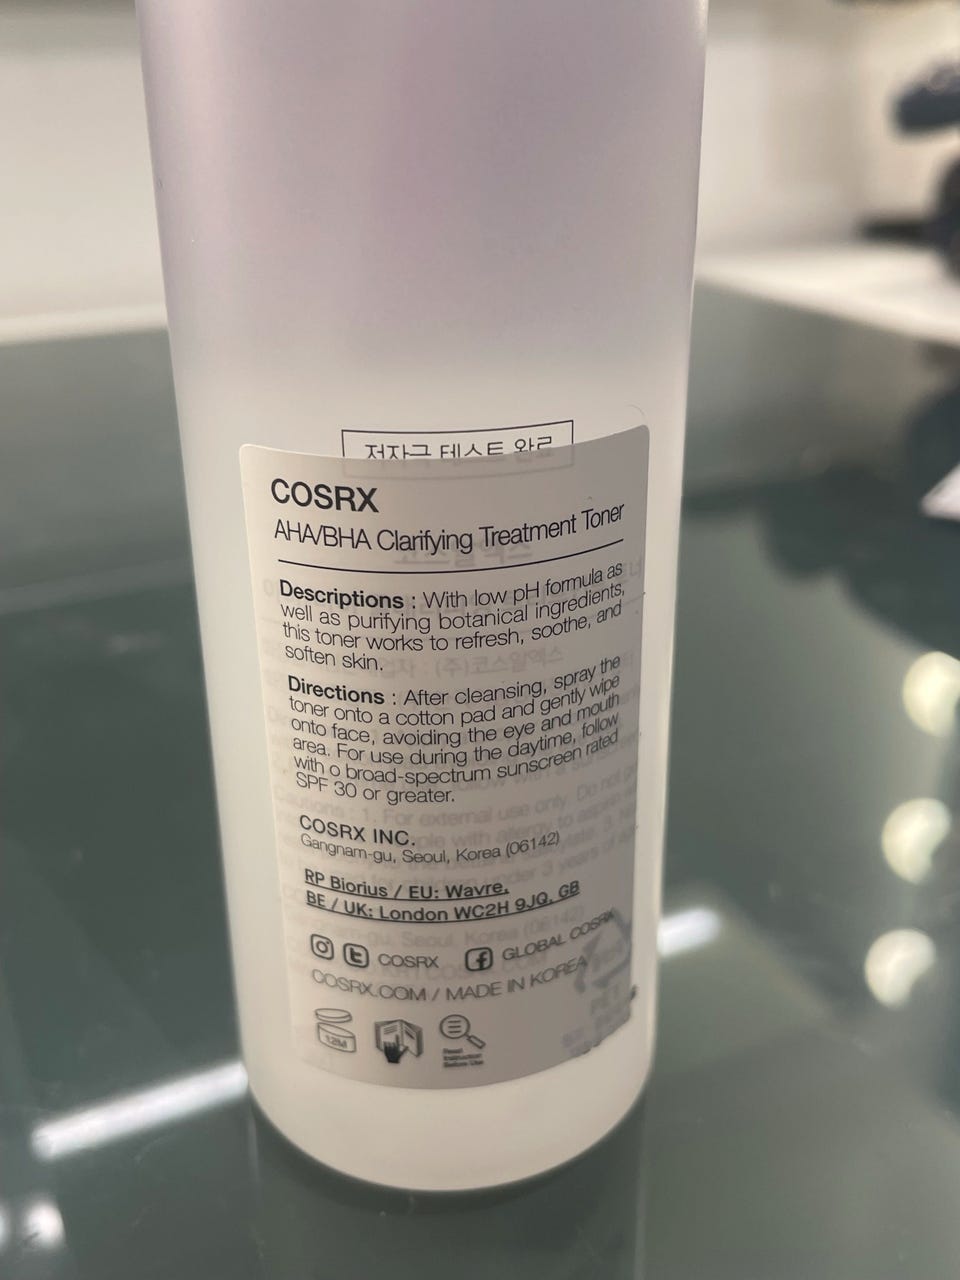 저자극 테스트 완료
COSRX
AHA/BHA Clarifying Treatment Toner
Descriptions : With low pH formula as
well as purifying botanical ingredients,
this toner works to refresh, soothe, and
soften skin.
Directions : After cleansing, spray the
toner onto a cotton pad and gently wipe
onto face, avoiding the eye and mouth
area. For use during the daytime, follow
with o broad-spectrum sunscreen rated
SPF 30 or greater.
COSRX INC.
Gangnam-gu, Seoul, Korea (06142)
RP Biorius / EU: Wavre,
BE / UK: London WC2H 9JQ, GB
COSRX GLOBAL COSRX
COSRX.COM / MADE IN KOREA
12M
Read
Instruction
Before Use